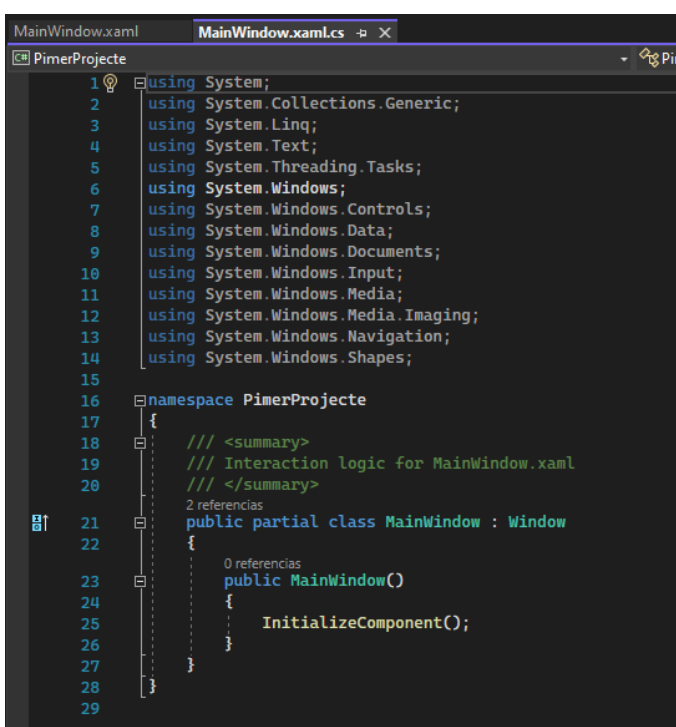 MainWindow.xaml
MainWindow.xaml.cs
C# PimerProjecte
Pi
1 using System;
2 using System.Collections.Generic;
3 using System.Linq;
4 using System.Text;
5 using System.Threading.Tasks;
6 using System.Windows;
7 using System.Windows.Controls;
8 using System.Windows.Data;
9 using System.Windows.Documents;
10 using System.Windows.Input;
11 using System.Windows.Media;
12 using System.Windows.Media.Imaging;
13 using System.Windows.Navigation;
14 using System.Windows.Shapes;
15
16 namespace PimerProjecte
17 {
18 /// <summary>
19 /// Interaction logic for MainWindow.xaml
20 /// </summary>
2 referencias
21 public partial class MainWindow : Window
22 {
0 referencias
23 public MainWindow()
24 {
25 InitializeComponent();
26 }
27 }
28 }
29